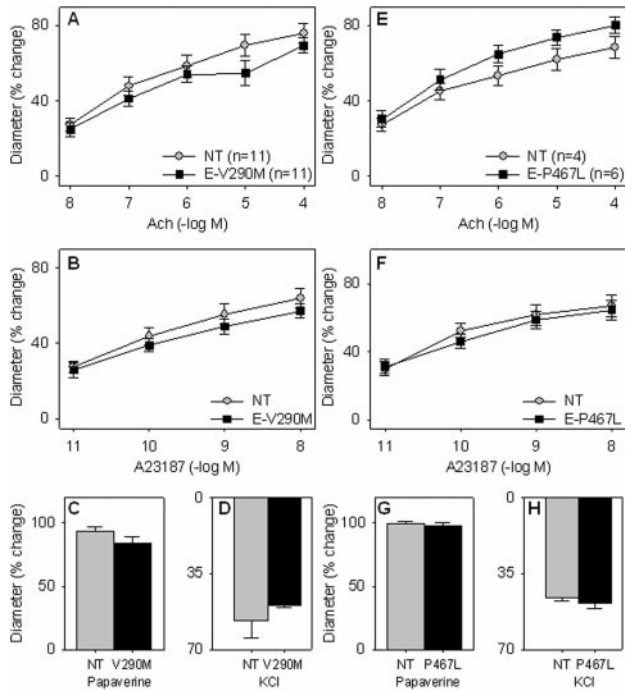 A
80
40
0
Diameter (% change)
NT (n=11)
E-V290M (n=11)
8 7 6 5 4
Ach (-log M)
E
80
40
0
Diameter (% change)
NT (n=4)
E-P467L (n=6)
8 7 6 5 4
Ach (-log M)
B
80
40
0
Diameter (% change)
NT
E-V290M
11 10 9 8
A23187 (-log M)
F
80
40
0
Diameter (% change)
NT
E-P467L
11 10 9 8
A23187 (-log M)
C
100
50
0
Diameter (% change)
NT V290M
Papaverine
D
0
35
70
NT V290M
KCl
G
100
50
0
Diameter (% change)
NT P467L
Papaverine
H
0
35
70
NT P467L
KCl